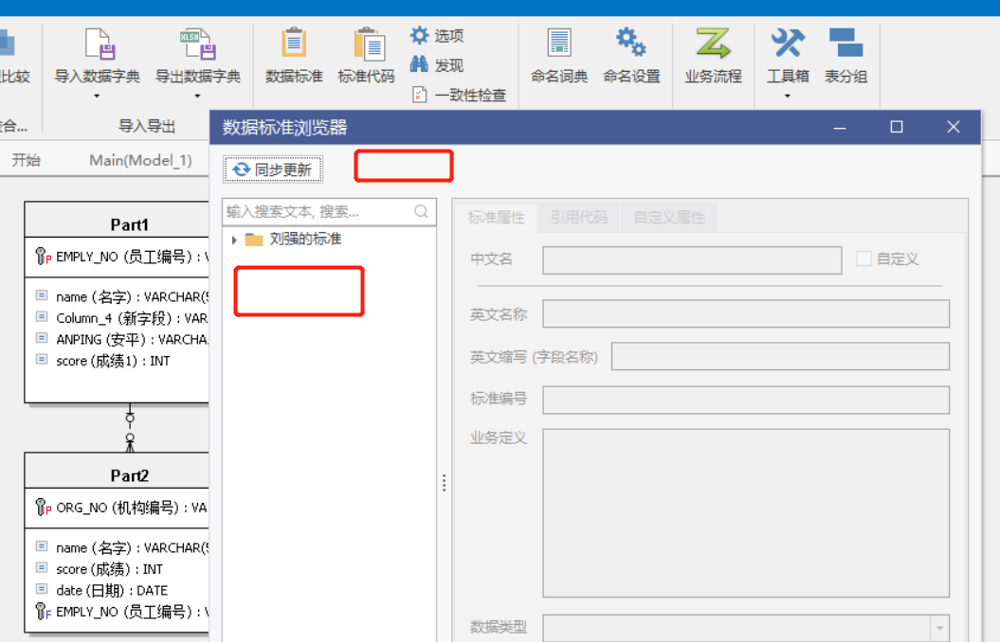 选项
比较
导入数据字典
导出数据字典
数据标准
标准代码
发现
命名词典
命名设置
业务流程
工具箱
表分组
一致性检查
合...
导入导出
数据标准浏览器
开始
Main(Model_1)
同步更新
输入搜索文本, 搜索...
刘强的标准
标准属性
引用代码
自定义属性
中文名
自定义
英文名称
英文缩写 (字段名称)
标准编号
业务定义
数据类型
Part1
EMPLY_NO (员工编号) : V
name (名字) : VARCHAR(5
Column_4 (新字段) : VAR
ANPING (安平) : VARCHA
score (成绩1) : INT
Part2
ORG_NO (机构编号) : VA
name (名字) : VARCHAR(5
score (成绩) : INT
date (日期) : DATE
EMPLY_NO (员工编号) : V